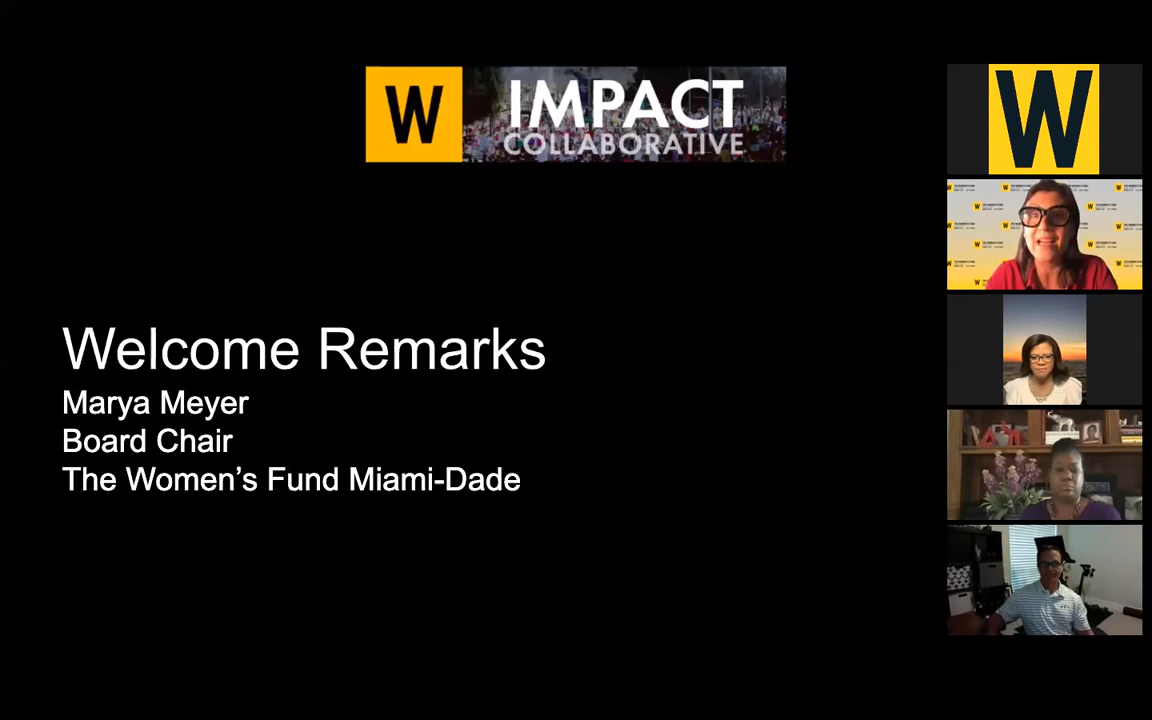 W IMPACT
COLLABORATIVE
W
Welcome Remarks
Marya Meyer
Board Chair
The Women's Fund Miami-Dade